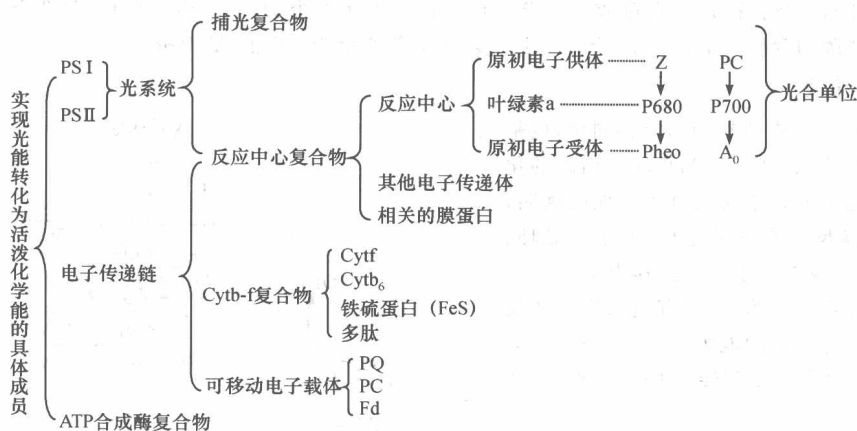 实现光能转化为活泼化学能的具体成员
PSⅠ
PSⅡ
光系统
捕光复合物
反应中心复合物
反应中心
原初电子供体 Z PC
叶绿素a P680 P700
原初电子受体 Pheo A₀
光合单位
其他电子传递体
相关的膜蛋白
电子传递链
Cytb-f复合物
Cytf
Cytb₆
铁硫蛋白（FeS）
多肽
可移动电子载体
PQ
PC
Fd
ATP合成酶复合物